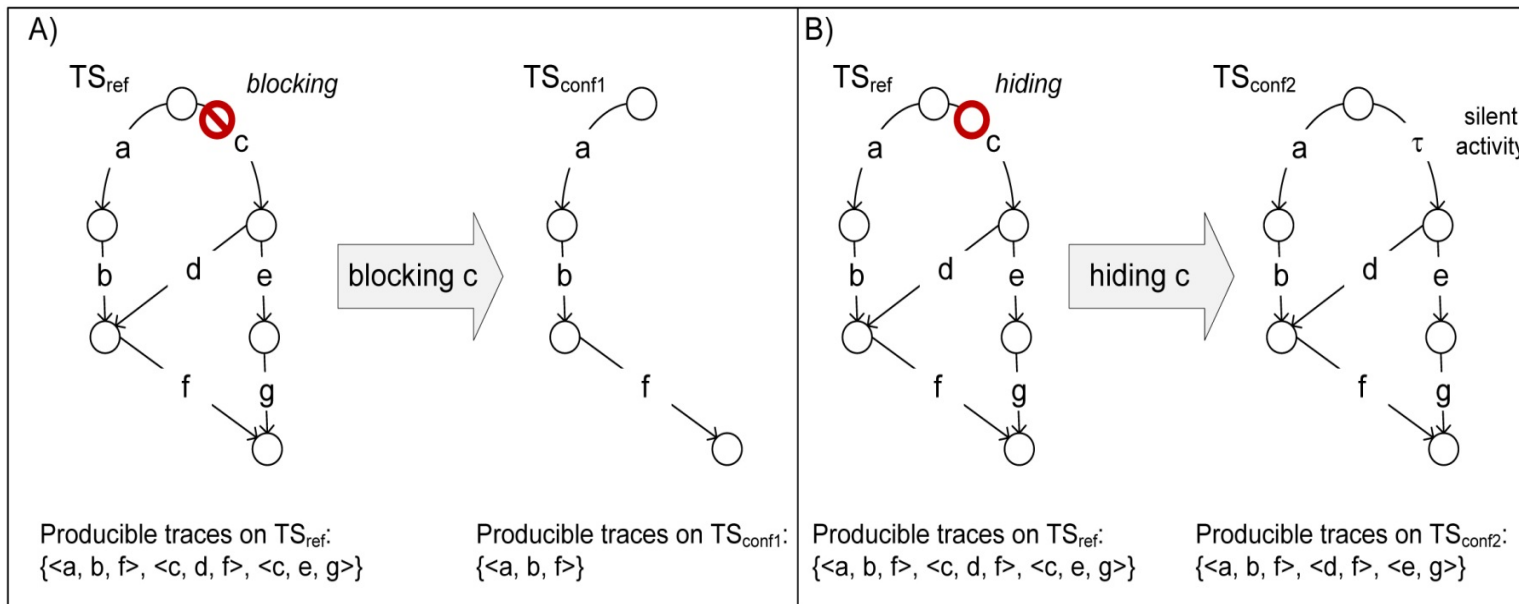 A)
TSref
blocking
TSconf1
a
c
a
b
d
e
blocking c
b
f
g
f
Producible traces on TSref:
{<a, b, f>, <c, d, f>, <c, e, g>}
Producible traces on TSconf1:
{<a, b, f>}
B)
TSref
hiding
TSconf2
silent
activity
a
c
a
τ
b
d
e
hiding c
b
d
e
f
g
f
g
Producible traces on TSref:
{<a, b, f>, <c, d, f>, <c, e, g>}
Producible traces on TSconf2:
{<a, b, f>, <d, f>, <e, g>}